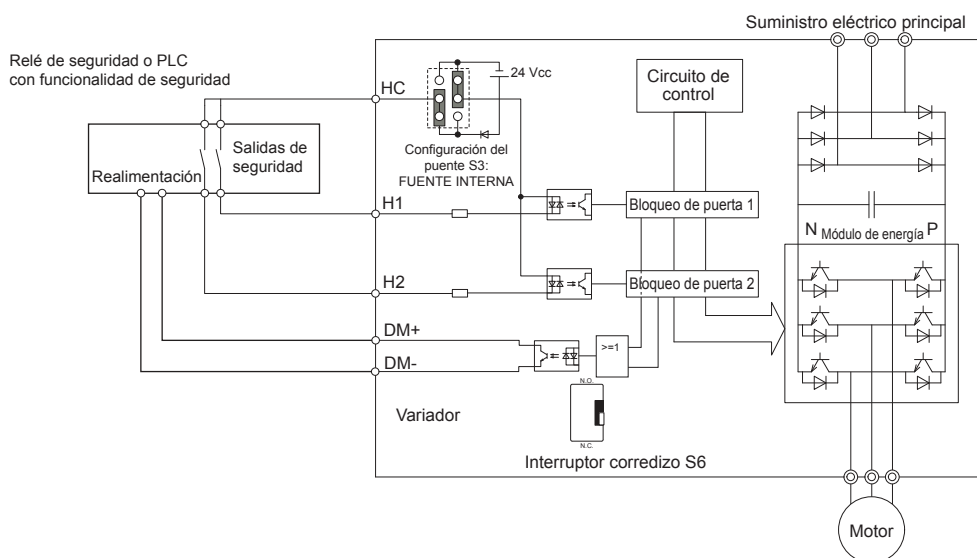 Suministro eléctrico principal
Relé de seguridad o PLC
con funcionalidad de seguridad
HC
24 Vcc
Circuito de
control
Configuración del
puente S3:
FUENTE INTERNA
Salidas de
seguridad
Realimentación
H1
Bloqueo de puerta 1
N Módulo de energía P
H2
Bloqueo de puerta 2
DM+
>=1
DM-
N.O.
N.C.
Variador
Interruptor corredizo S6
Motor